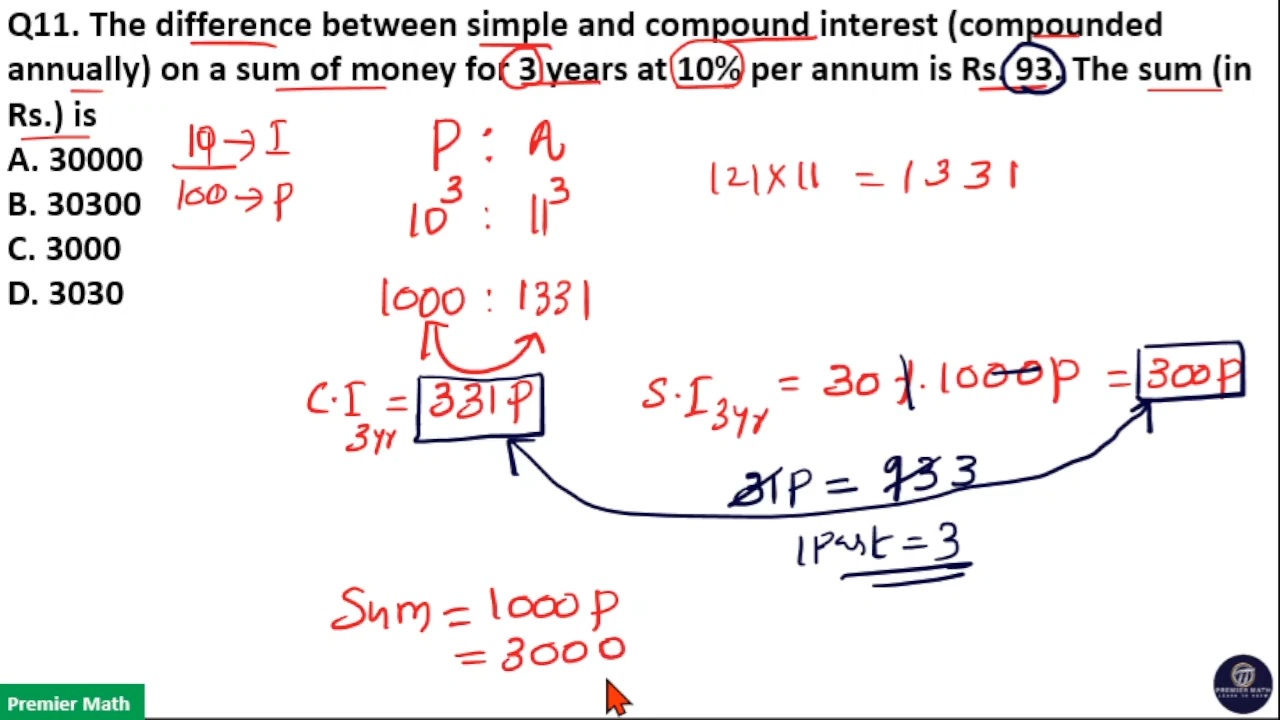 Q11. The difference between simple and compound interest (compounded
annually) on a sum of money for 3 years at 10% per annum is Rs. 93. The sum (in
Rs.) is
A. 30000
B. 30300
C. 3000
D. 3030
10 → I
100 → P
P : A
10³ : 11³
1000 : 1331
121 × 11 = 1331
C.I 3yr = 331P
S.I 3yr = 30%. 1000P = 300P
31P = 93 3
1Part = 3
Sum = 1000P
= 3000
Premier Math
PREMIER MATH